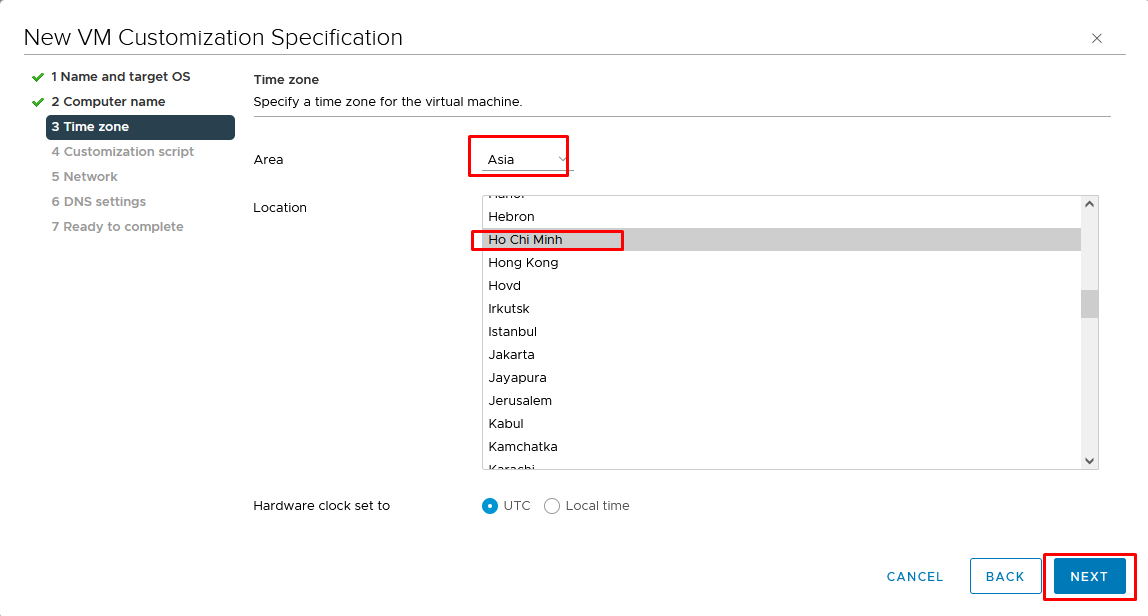 New VM Customization Specification
1 Name and target OS
2 Computer name
3 Time zone
4 Customization script
5 Network
6 DNS settings
7 Ready to complete
Time zone
Specify a time zone for the virtual machine.
Area
Asia
Location
Hebron
Ho Chi Minh
Hong Kong
Hovd
Irkutsk
Istanbul
Jakarta
Jayapura
Jerusalem
Kabul
Kamchatka
Karachi
Hardware clock set to
UTC
Local time
CANCEL
BACK
NEXT